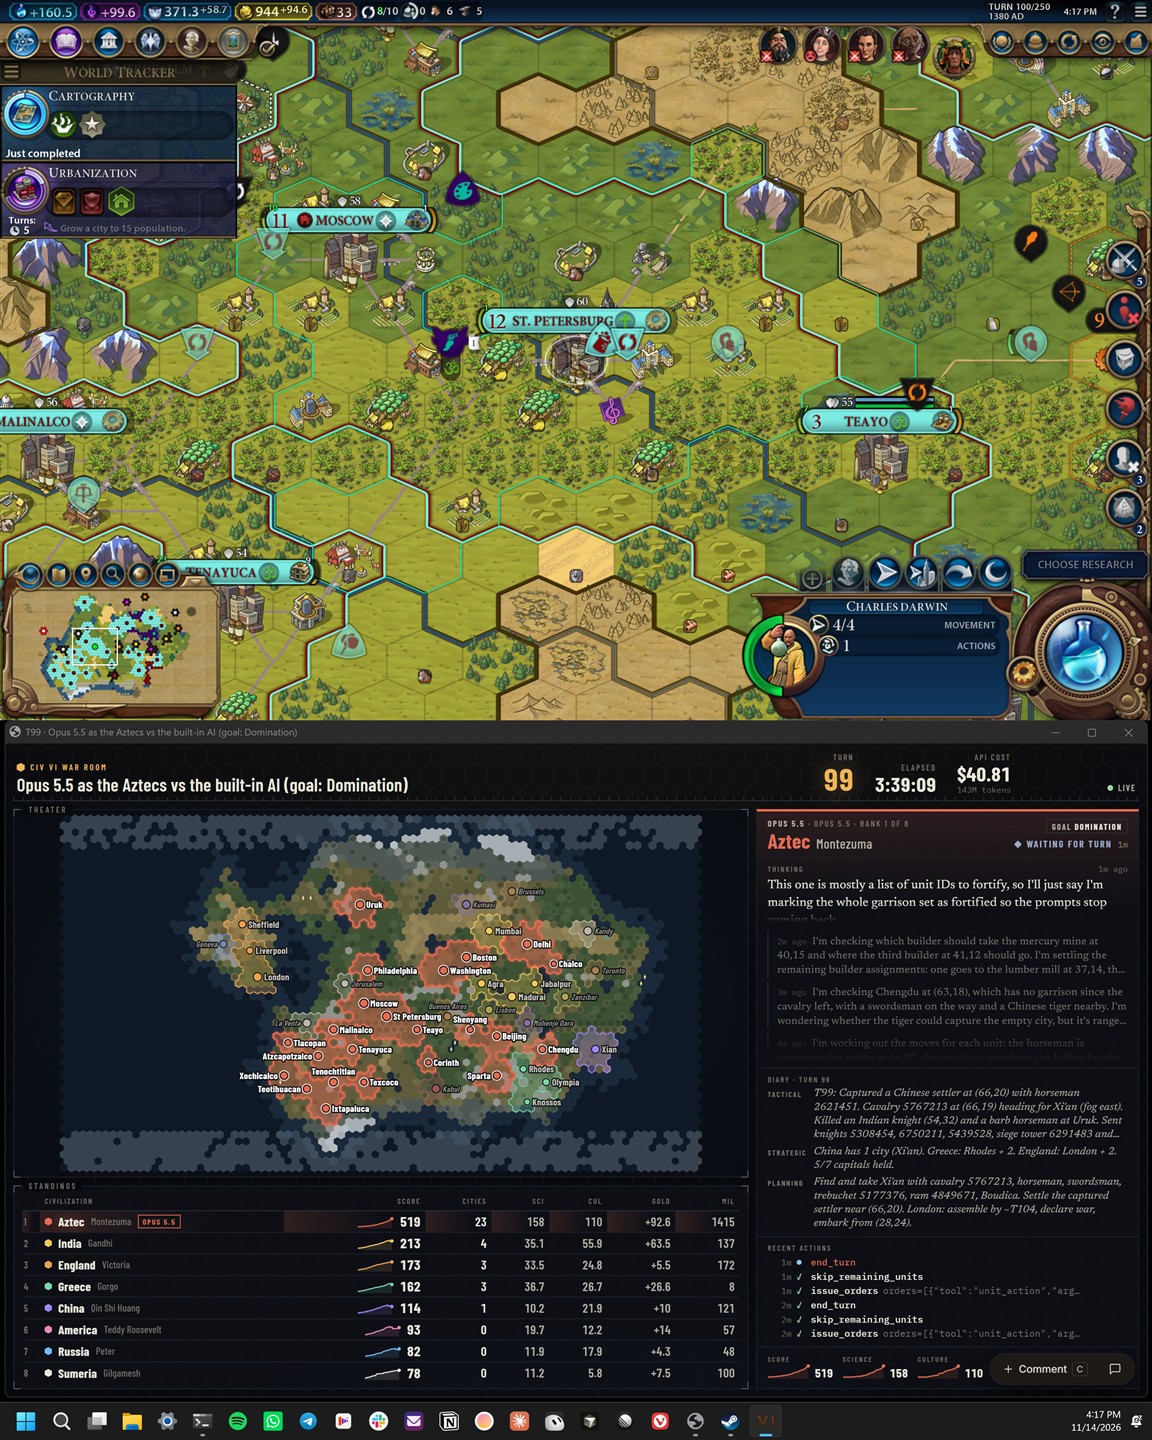 +160.5 +99.6 371.3+58.7 944+94.6 33 8/10 0 6 5
TURN 100/250
1380 AD
4:17 PM
?
WORLD TRACKER
CARTOGRAPHY
Just completed
URBANIZATION
Turns:
5
Grow a city to 15 population.
58
11 MOSCOW
60
12 ST. PETERSBURG
1
56
MALINALCO
55
3 TEAYO
54
TENAYUCA
5
9
3
2
CHOOSE RESEARCH
CHARLES DARWIN
4/4 MOVEMENT
1 ACTIONS
T99 · Opus 5.5 as the Aztecs vs the built-in AI (goal: Domination)
CIV VI WAR ROOM
Opus 5.5 as the Aztecs vs the built-in AI (goal: Domination)
TURN
99
ELAPSED
3:39:09
API COST
$40.81
143M tokens
LIVE
THEATER
Brussels
Uruk
Kumasi
Sheffield
Mumbai
Kandy
Geneva
Delhi
Liverpool
Boston
Chalco
Philadelphia
Washington
Toronto
London
Jerusalem
Agra
Jabalpur
Moscow
Madurai
Zanzibar
Buenos Aires
Lisbon
St Petersburg
Shenyang
La Venta
Malinalco
Teayo
Mohenjo Daro
Beijing
Tlacopan
Tenayuca
Chengdu
Xian
Atzcapotzalco
Corinth
Rhodes
Tenochtitlan
Xochicalco
Sparta
Texcoco
Olympia
Teotihuacan
Kabul
Knossos
Ixtapaluca
OPUS 5.5 · OPUS 5.5 · RANK 1 OF 8
GOAL DOMINATION
Aztec Montezuma
WAITING FOR TURN 1m
THINKING
1m ago
This one is mostly a list of unit IDs to fortify, so I'll just say I'm
marking the whole garrison set as fortified so the prompts stop
coming back
2m ago I'm checking which builder should take the mercury mine at
40,15 and where the third builder at 41,12 should go. I'm settling the
remaining builder assignments: one goes to the lumber mill at 37,14, th...
3m ago I'm checking Chengdu at (63,18), which has no garrison since the
cavalry left, with a swordsman on the way and a Chinese tiger nearby. I'm
wondering whether the tiger could capture the empty city, but it's range...
I'm working out the moves for each unit: the horseman is
DIARY · TURN 99
TACTICAL
T99: Captured a Chinese settler at (66,20) with horseman
2621451. Cavalry 5767213 at (66,19) heading for Xi'an (fog east).
Killed an Indian knight (54,32) and a barb horseman at Uruk. Sent
knights 5308454, 6750211, 5439528, siege tower 6291483 and...
STRATEGIC
China has 1 city (Xi'an). Greece: Rhodes + 2. England: London + 2.
5/7 capitals held.
PLANNING
Find and take Xi'an with cavalry 5767213, horseman, swordsman,
trebuchet 5177376, ram 4849671, Boudica. Settle the captured
settler near (66,20). London: assemble by ~T104, declare war,
embark from (28,24).
RECENT ACTIONS
1m end_turn
1m ✓ skip_remaining_units
1m ✓ issue_orders orders=[{"tool":"unit_action","arg...
2m ✓ end_turn
2m ✓ skip_remaining_units
2m ✓ issue_orders orders=[{"tool":"unit_action","arg...
SCORE 519 SCIENCE 158 CULTURE 110
+ Comment C
STANDINGS
CIVILIZATION SCORE CITIES SCI CUL GOLD MIL
1 Aztec Montezuma OPUS 5.5 519 23 158 110 +92.6 1415
2 India Gandhi 213 4 35.1 55.9 +63.5 137
3 England Victoria 173 3 33.5 24.8 +5.5 172
4 Greece Gorgo 162 3 36.7 26.7 +26.6 8
5 China Qin Shi Huang 114 1 10.2 21.9 +10 121
6 America Teddy Roosevelt 93 0 19.7 12.2 +14 57
7 Russia Peter 82 0 11.9 17.9 +4.3 48
8 Sumeria Gilgamesh 78 0 11.2 5.8 +7.5 100
4:17 PM
11/14/2026